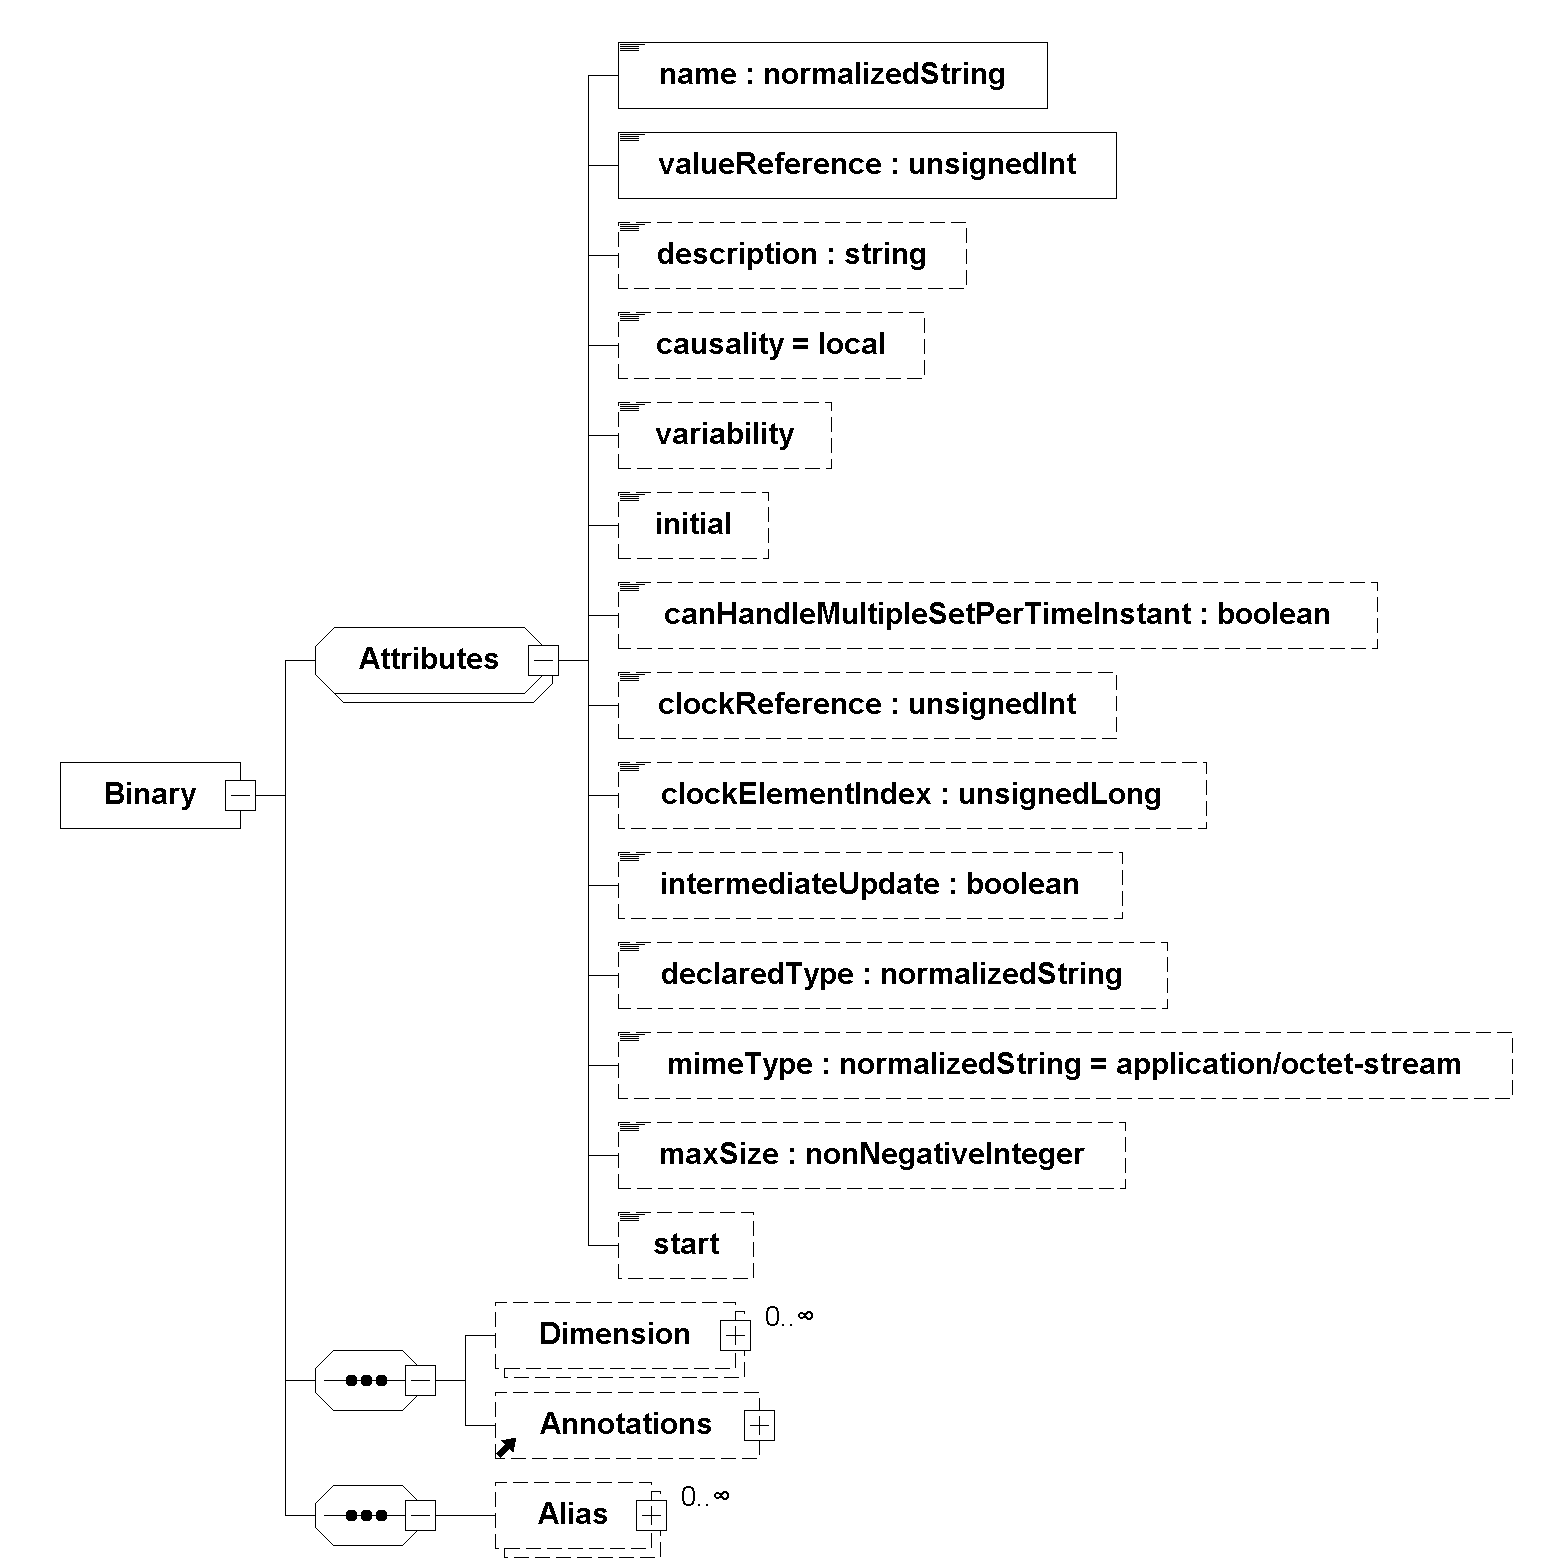 name : normalizedString
valueReference : unsignedInt
description : string
causality = local
variability
initial
canHandleMultipleSetPerTimeInstant : boolean
Attributes
clockReference : unsignedInt
Binary
clockElementIndex : unsignedLong
intermediateUpdate : boolean
declaredType : normalizedString
mimeType : normalizedString = application/octet-stream
maxSize : nonNegativeInteger
start
Dimension
0..∞
Annotations
Alias
0..∞